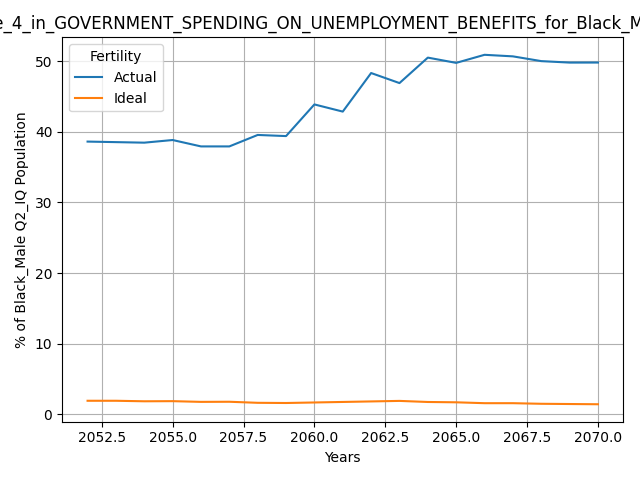 _4_in_GOVERNMENT_SPENDING_ON_UNEMPLOYMENT_BENEFITS_for_Black_M
Fertility
Actual
Ideal
% of Black_Male Q2_IQ Population
50
40
30
20
10
0
2052.5 2055.0 2057.5 2060.0 2062.5 2065.0 2067.5 2070.0
Years